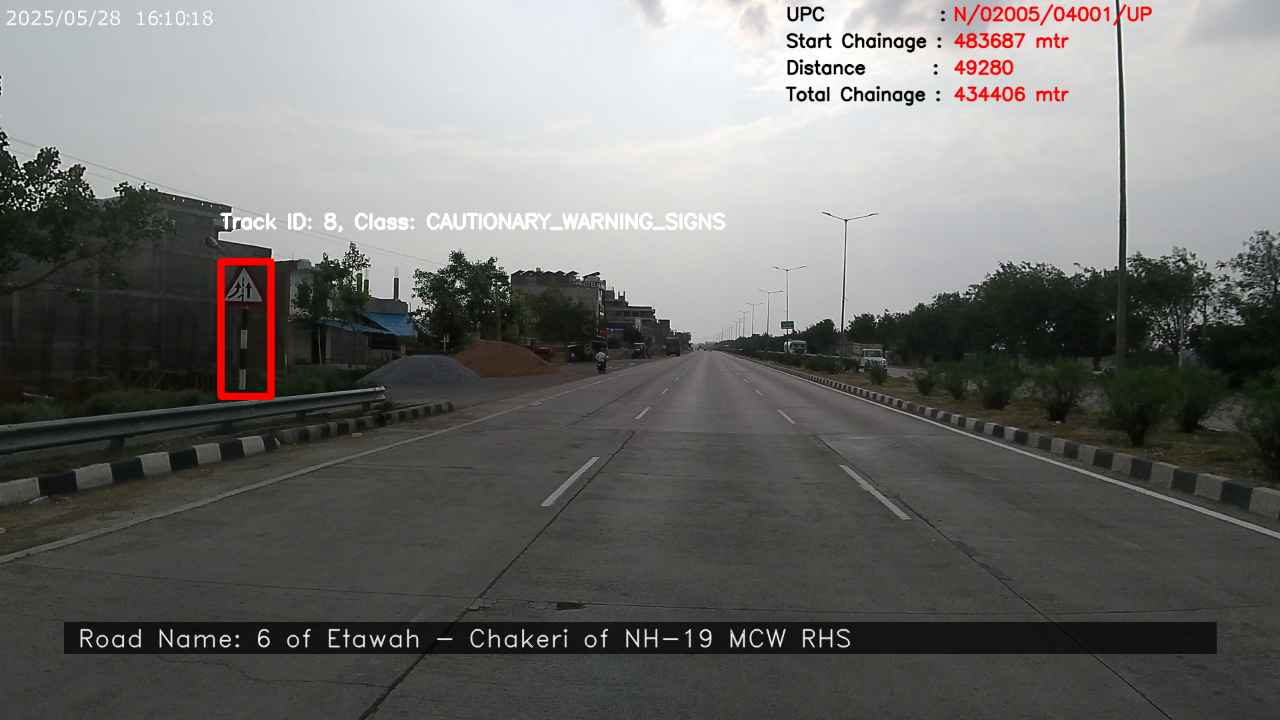 2025/05/28 16:10:18
UPC : N/02005/04001/UP
Start Chainage : 483687 mtr
Distance : 49280
Total Chainage : 434406 mtr
Track ID: 8, Class: CAUTIONARY_WARNING_SIGNS
Road Name: 6 of Etawah - Chakeri of NH-19 MCW RHS